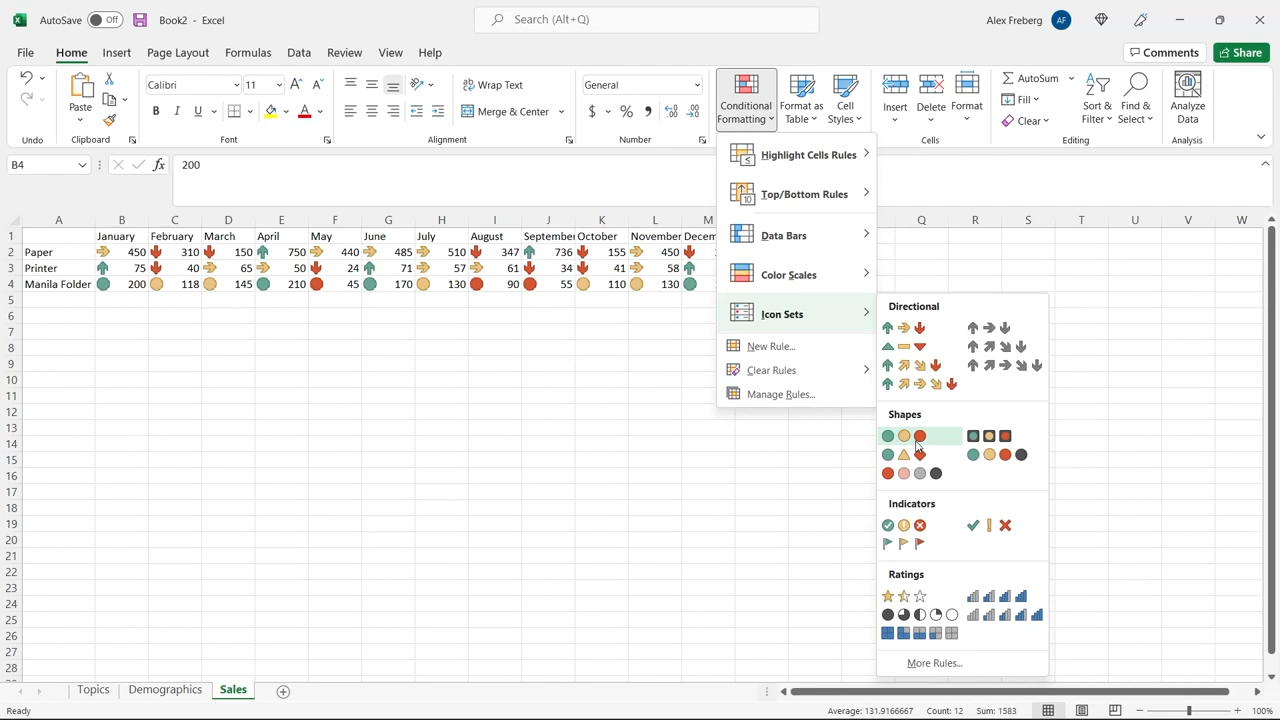 AutoSave Off Book2 - Excel Search (Alt+Q) Alex Freberg AF
File Home Insert Page Layout Formulas Data Review View Help Comments Share
Calibri 11 Wrap Text General AutoSum
Paste B I U Merge & Center $ % Conditional Formatting Format as Table Cell Styles Insert Delete Format Fill Sort & Filter Find & Select Analyze Data
Clear
Undo Clipboard Font Alignment Number Cells Editing Analysis
B4 fx 200
Highlight Cells Rules
Top/Bottom Rules
Data Bars
Color Scales
Icon Sets
New Rule...
Clear Rules
Manage Rules...
A B C D E F G H I J K L M Q R S T U V W
1 January February March April May June July August September October November Decem
2 Paper 450 310 150 750 440 485 510 347 736 155 450
3 Printer 75 40 65 50 24 71 57 61 34 41 58
4 Manila Folder 200 118 145 210 45 170 130 90 55 110 130
5
6
7
8
9
10
11
12
13
14
15
16
17
18
19
20
21
22
23
24
25
26
27
28
Directional
Shapes
Indicators
Ratings
More Rules...
Topics Demographics Sales
Ready Average: 131.9166667 Count: 12 Sum: 1583 100%